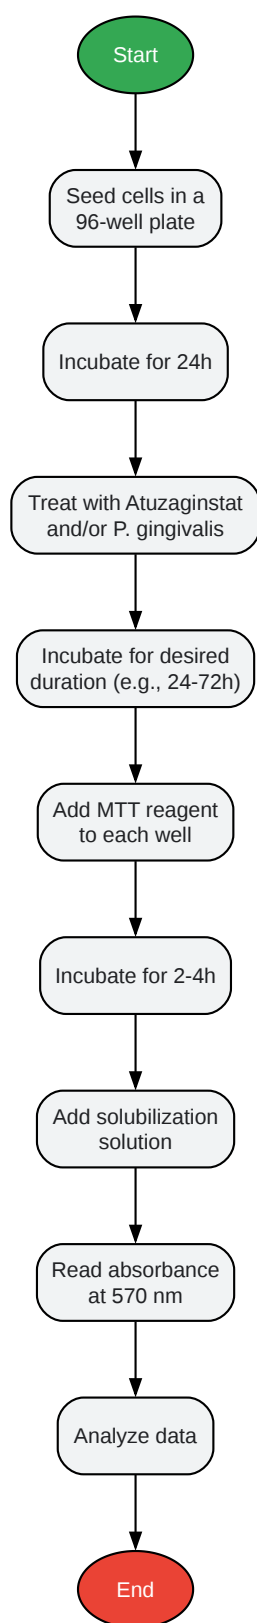 Start
Seed cells in a
96-well plate
Incubate for 24h
Treat with Atuzaginstat
and/or P. gingivalis
Incubate for desired
duration (e.g., 24-72h)
Add MTT reagent
to each well
Incubate for 2-4h
Add solubilization
solution
Read absorbance
at 570 nm
Analyze data
End